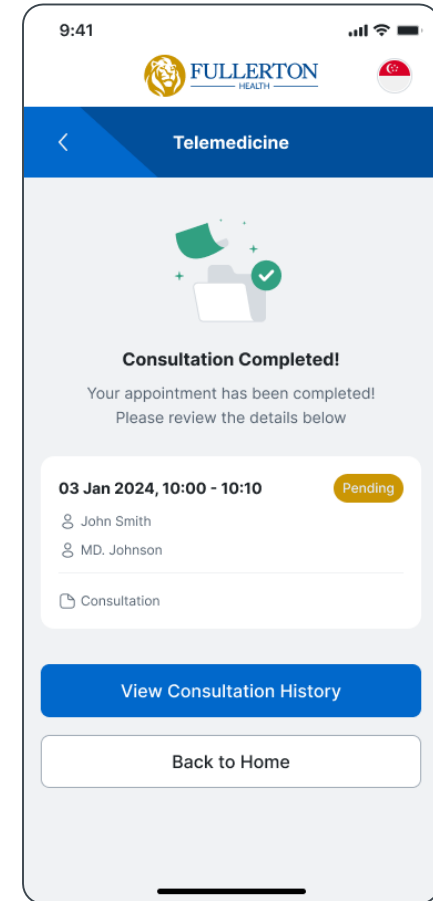 9:41
FULLERTON
HEALTH
Telemedicine
Consultation Completed!
Your appointment has been completed!
Please review the details below
03 Jan 2024, 10:00 - 10:10
Pending
John Smith
MD. Johnson
Consultation
View Consultation History
Back to Home